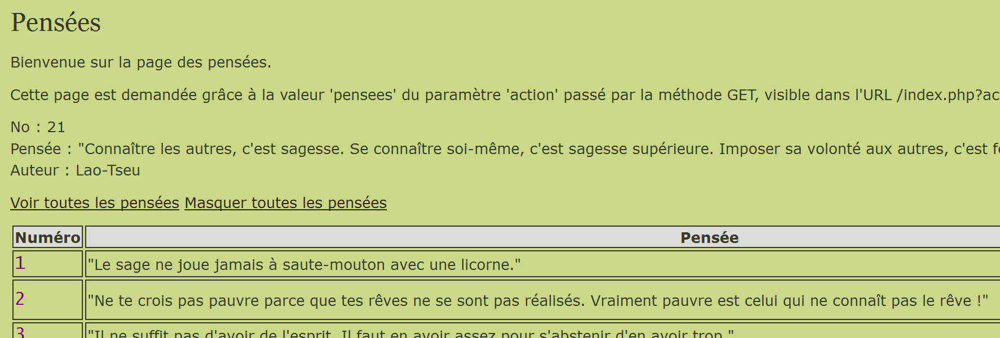 Pensées
Bienvenue sur la page des pensées.
Cette page est demandée grâce à la valeur 'pensees' du paramètre 'action' passé par la méthode GET, visible dans l'URL /index.php?ac
No : 21
Pensée : "Connaître les autres, c'est sagesse. Se connaître soi-même, c'est sagesse supérieure. Imposer sa volonté aux autres, c'est
Auteur : Lao-Tseu
Voir toutes les pensées Masquer toutes les pensées
Numéro Pensée
1 "Le sage ne joue jamais à saute-mouton avec une licorne."
2 "Ne te crois pas pauvre parce que tes rêves ne se sont pas réalisés. Vraiment pauvre est celui qui ne connaît pas le rêve !"
3 "Il ne suffit pas d'avoir de l'esprit. Il faut en avoir assez pour s'abstenir d'en avoir trop."